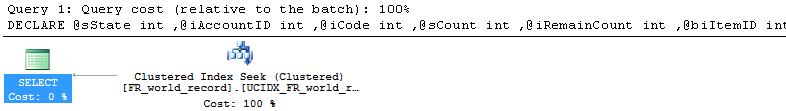 Query 1: Query cost (relative to the batch): 100%
DECLARE @sState int ,@iAccountID int ,@iCode int ,@sCount int ,@iRemainCount int ,@biItemID int
SELECT
Cost: 0 %
Clustered Index Seek (Clustered)
[FR_world_record].[UCIDX_FR_world_r…
Cost: 100 %